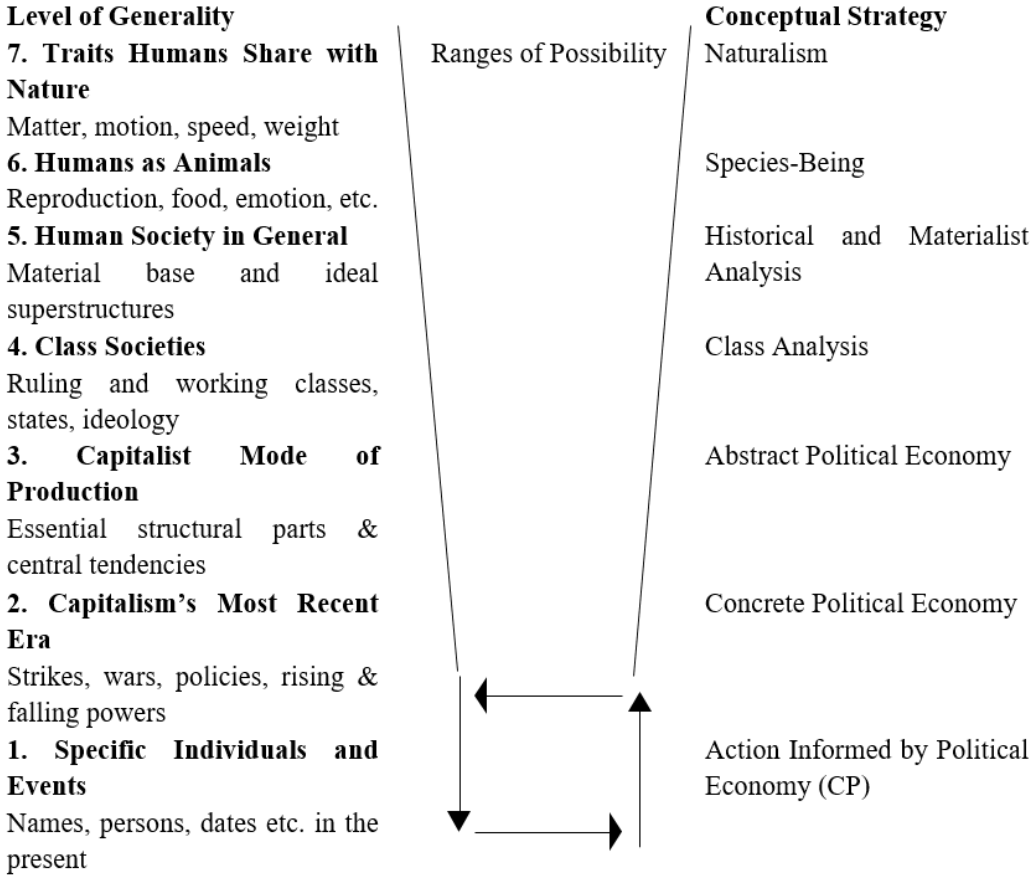 Level of Generality
Conceptual Strategy
7. Traits Humans Share with
Ranges of Possibility
Naturalism
Nature
Matter, motion, speed, weight
6. Humans as Animals
Species-Being
Reproduction, food, emotion, etc.
5. Human Society in General
Historical and Materialist
Material base and ideal
Analysis
superstructures
4. Class Societies
Class Analysis
Ruling and working classes,
states, ideology
3. Capitalist Mode of
Abstract Political Economy
Production
Essential structural parts &
central tendencies
2. Capitalism’s Most Recent
Concrete Political Economy
Era
Strikes, wars, policies, rising &
falling powers
1. Specific Individuals and
Action Informed by Political
Events
Economy (CP)
Names, persons, dates etc. in the
present